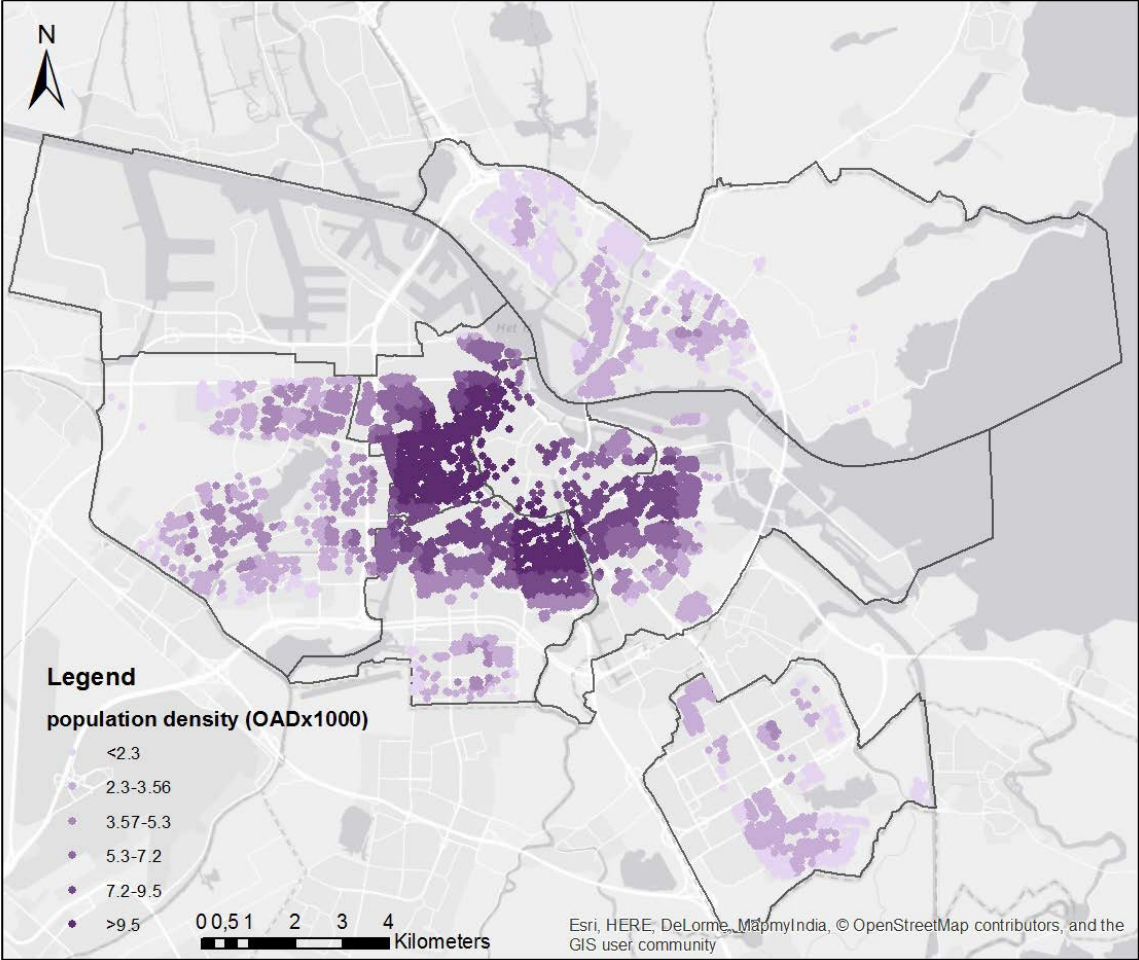 N
Het
Legend
population density (OADx1000)
<2.3
2.3-3.56
3.57-5.3
5.3-7.2
7.2-9.5
>9.5
0 0,5 1 2 3 4
Kilometers
Esri, HERE, DeLorme, MapmyIndia, © OpenStreetMap contributors, and the
GIS user community